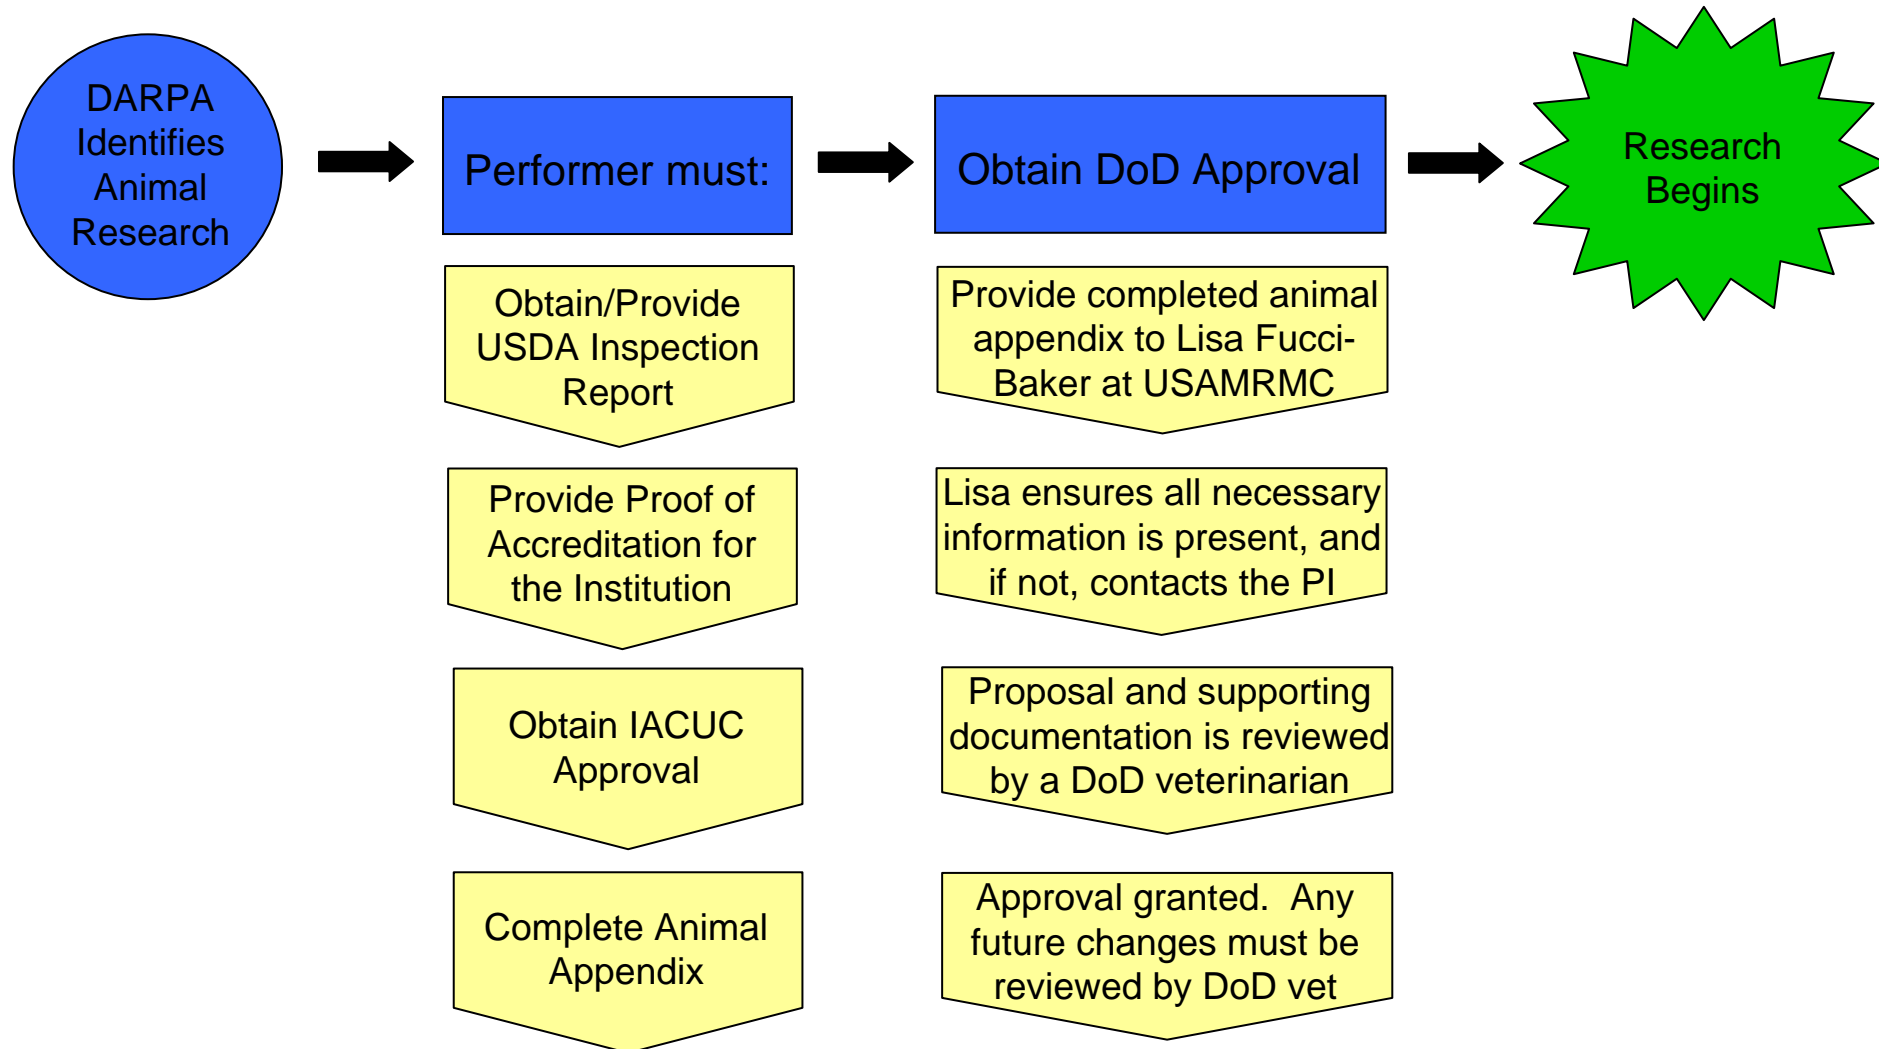 DARPA
Identifies
Animal
Research
Performer must:
Obtain/Provide
USDA Inspection
Report
Provide Proof of
Accreditation for
the Institution
Obtain IACUC
Approval
Complete Animal
Appendix
Obtain DoD Approval
Provide completed animal
appendix to Lisa Fucci-
Baker at USAMRMC
Lisa ensures all necessary
information is present, and
if not, contacts the PI
Proposal and supporting
documentation is reviewed
by a DoD veterinarian
Approval granted.  Any
future changes must be
reviewed by DoD vet
Research
Begins